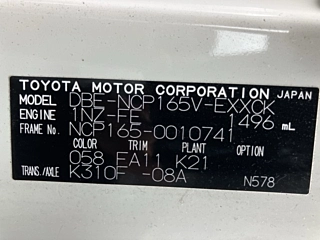 TOYOTA MOTOR CORPORATION JAPAN
MODEL DBE-NCP165V-EXXCK
ENGINE 1NZ-FE 1496 mL
FRAME No. NCP165-0010741
COLOR TRIM PLANT OPTION
058 FA11 K21
TRANS./AXLE K310F -08A
N578